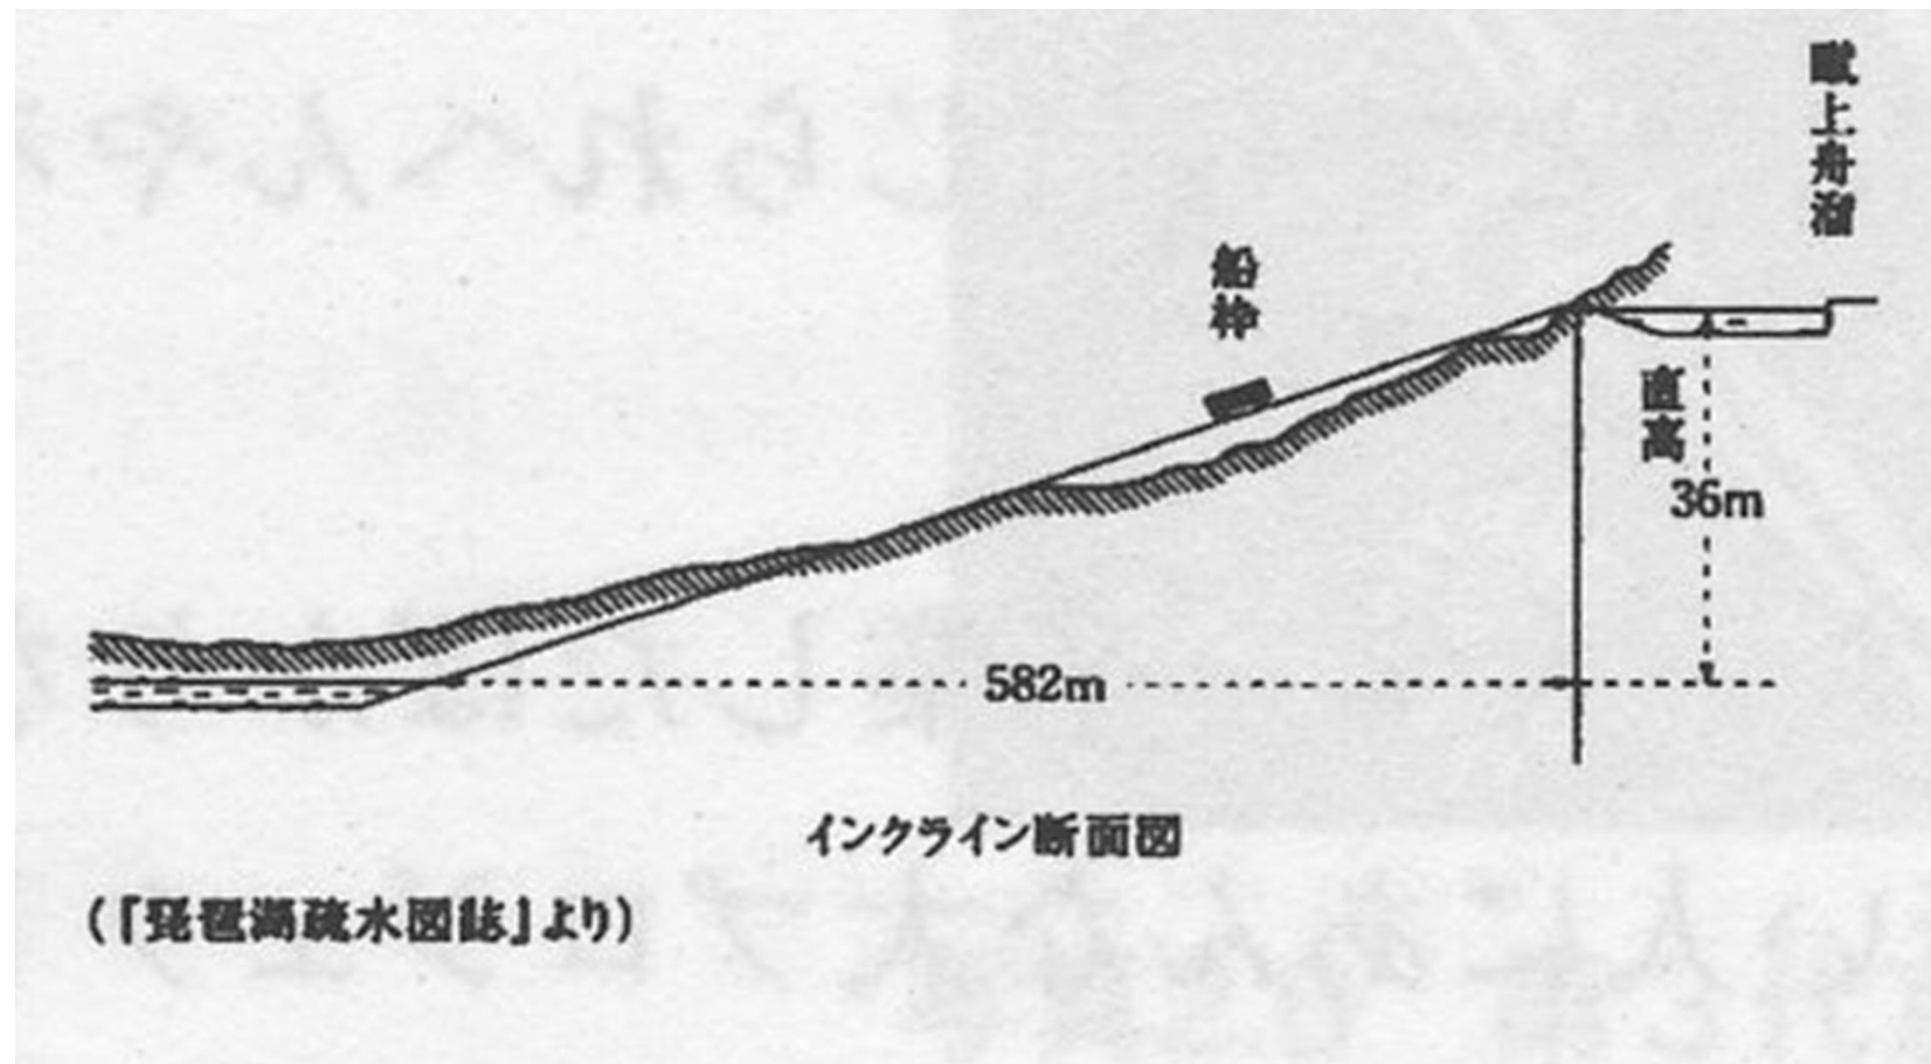 蹴上舟溜
船枠
直高
36m
582m
インクライン断面図
(『琵琶湖疏水図誌』より)